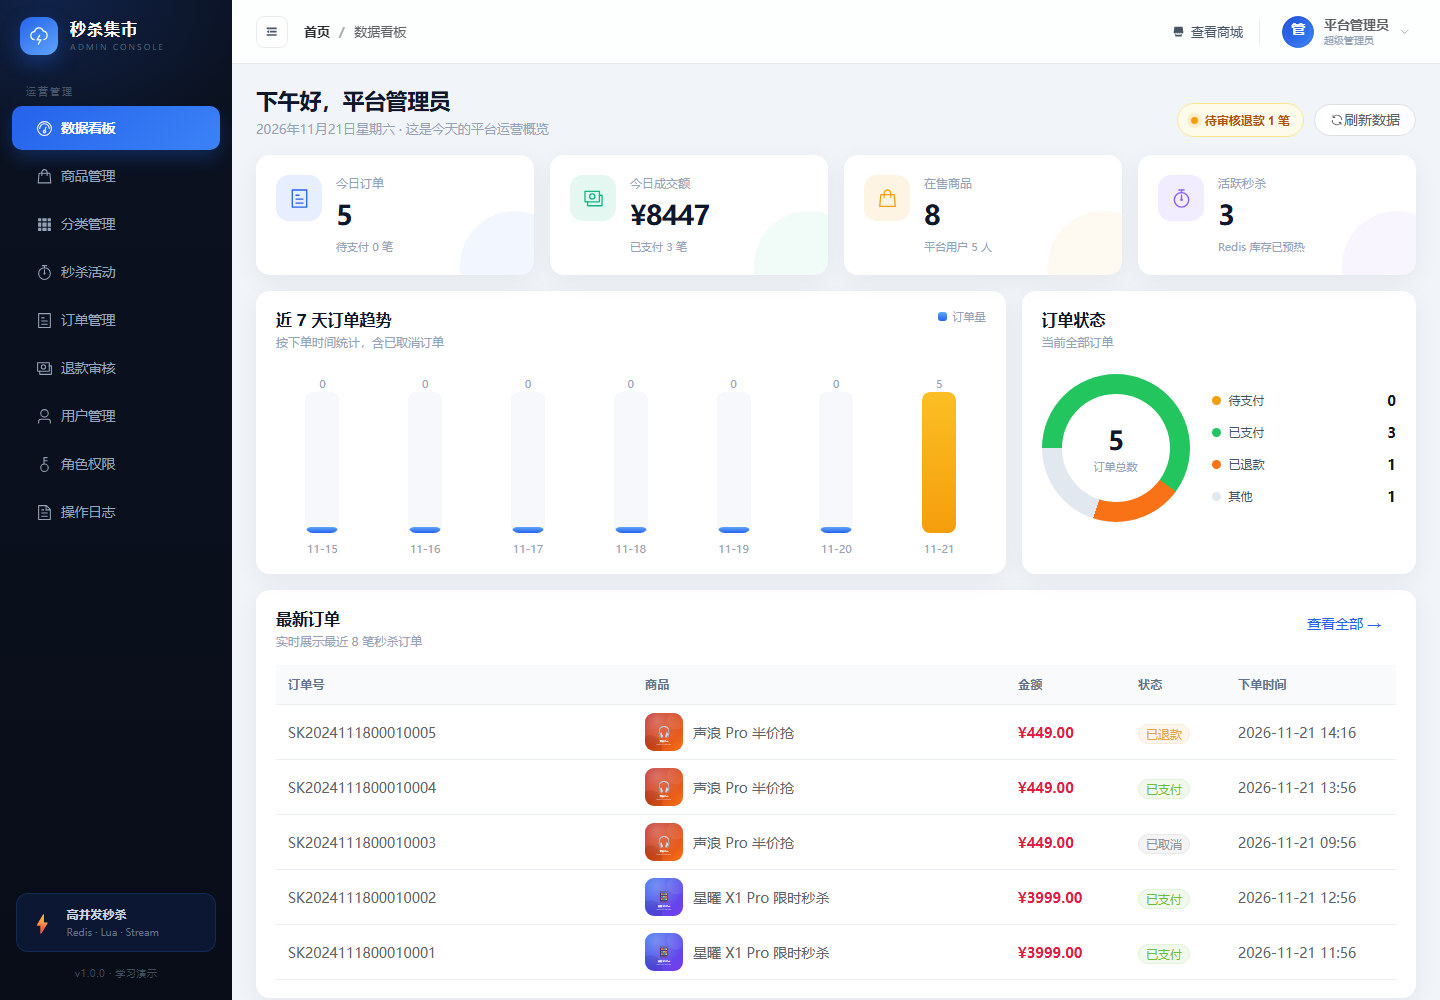 秒杀集市
ADMIN CONSOLE
运营管理
数据看板
商品管理
分类管理
秒杀活动
订单管理
退款审核
用户管理
角色权限
操作日志
高并发秒杀
Redis · Lua · Stream
v1.0.0 · 学习演示
首页 / 数据看板
查看商城
管
平台管理员
超级管理员
下午好，平台管理员
2026年11月21日星期六 · 这是今天的平台运营概览
待审核退款 1 笔
刷新数据
今日订单
5
待支付 0 笔
今日成交额
¥8447
已支付 3 笔
在售商品
8
平台用户 5 人
活跃秒杀
3
Redis 库存已预热
近 7 天订单趋势
按下单时间统计，含已取消订单
订单量
0 0 0 0 0 0 5
11-15 11-16 11-17 11-18 11-19 11-20 11-21
订单状态
当前全部订单
5
订单总数
待支付 0
已支付 3
已退款 1
其他 1
最新订单
实时展示最近 8 笔秒杀订单
查看全部 →
订单号 商品 金额 状态 下单时间
SK2024111800010005 声浪 Pro 半价抢 ¥449.00 已退款 2026-11-21 14:16
SK2024111800010004 声浪 Pro 半价抢 ¥449.00 已支付 2026-11-21 13:56
SK2024111800010003 声浪 Pro 半价抢 ¥449.00 已取消 2026-11-21 09:56
SK2024111800010002 星曜 X1 Pro 限时秒杀 ¥3999.00 已支付 2026-11-21 12:56
SK2024111800010001 星曜 X1 Pro 限时秒杀 ¥3999.00 已支付 2026-11-21 11:56